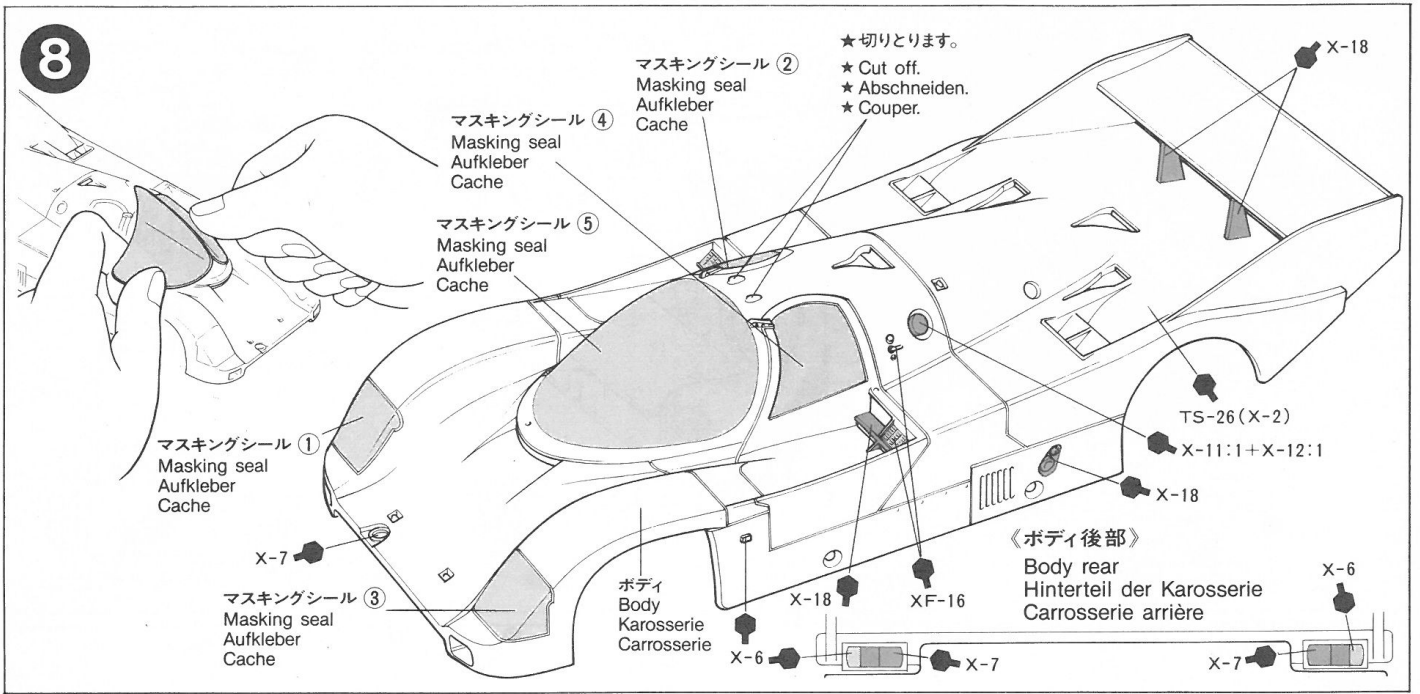 8
マスキングシール ②
Masking seal
Aufkleber
Cache
★切りとります。
★Cut off.
★Abschneiden.
★Couper.
X-18
マスキングシール ④
Masking seal
Aufkleber
Cache
マスキングシール ⑤
Masking seal
Aufkleber
Cache
マスキングシール ①
Masking seal
Aufkleber
Cache
TS-26(X-2)
X-11:1+X-12:1
X-18
X-7
マスキングシール ③
Masking seal
Aufkleber
Cache
ボディ
Body
Karosserie
Carrosserie
X-6
X-18
XF-16
《ボディ後部》
Body rear
Hinterteil der Karosserie
Carrosserie arrière
X-6
X-6
X-7
X-7